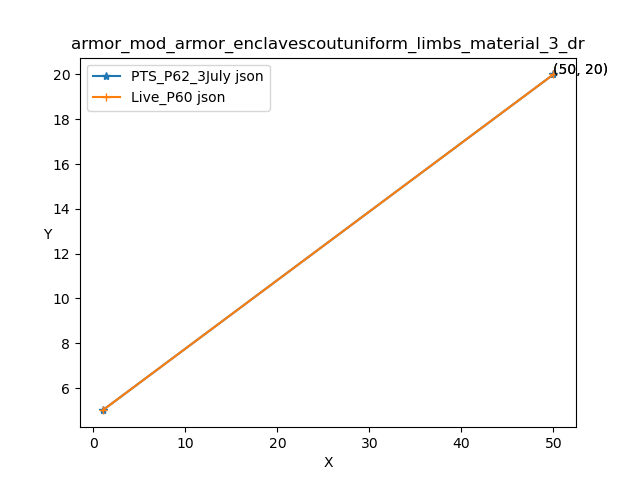 armor_mod_armor_enclavescoutuniform_limbs_material_3_dr
PTS_P62_3July json
Live_P60 json
(50, 20)
20
18
16
14
12
10
8
6
Y
0 10 20 30 40 50
X